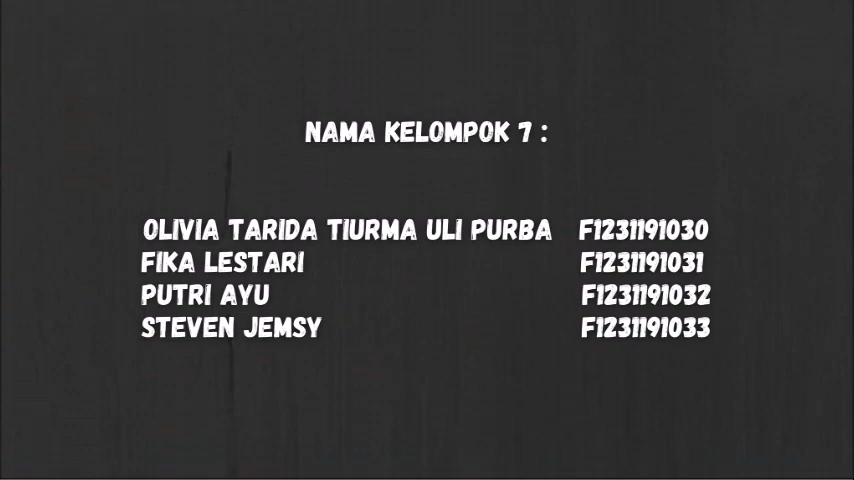 NAMA KELOMPOK 7 :
OLIVIA TARIDA TIURMA ULI PURBA F1231191030
FIKA LESTARI F1231191031
PUTRI AYU F1231191032
STEVEN JEMSY F1231191033